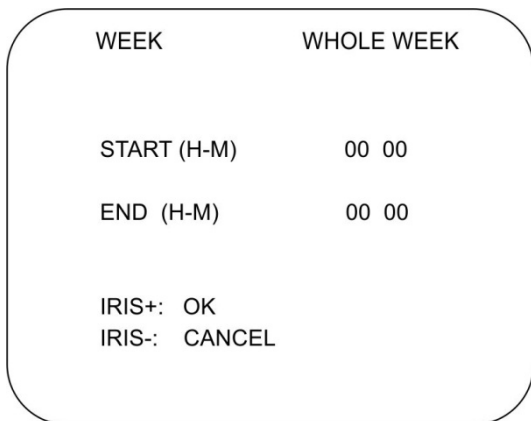 WEEK WHOLE WEEK
START (H-M) 00 00
END (H-M) 00 00
IRIS+: OK
IRIS-: CANCEL